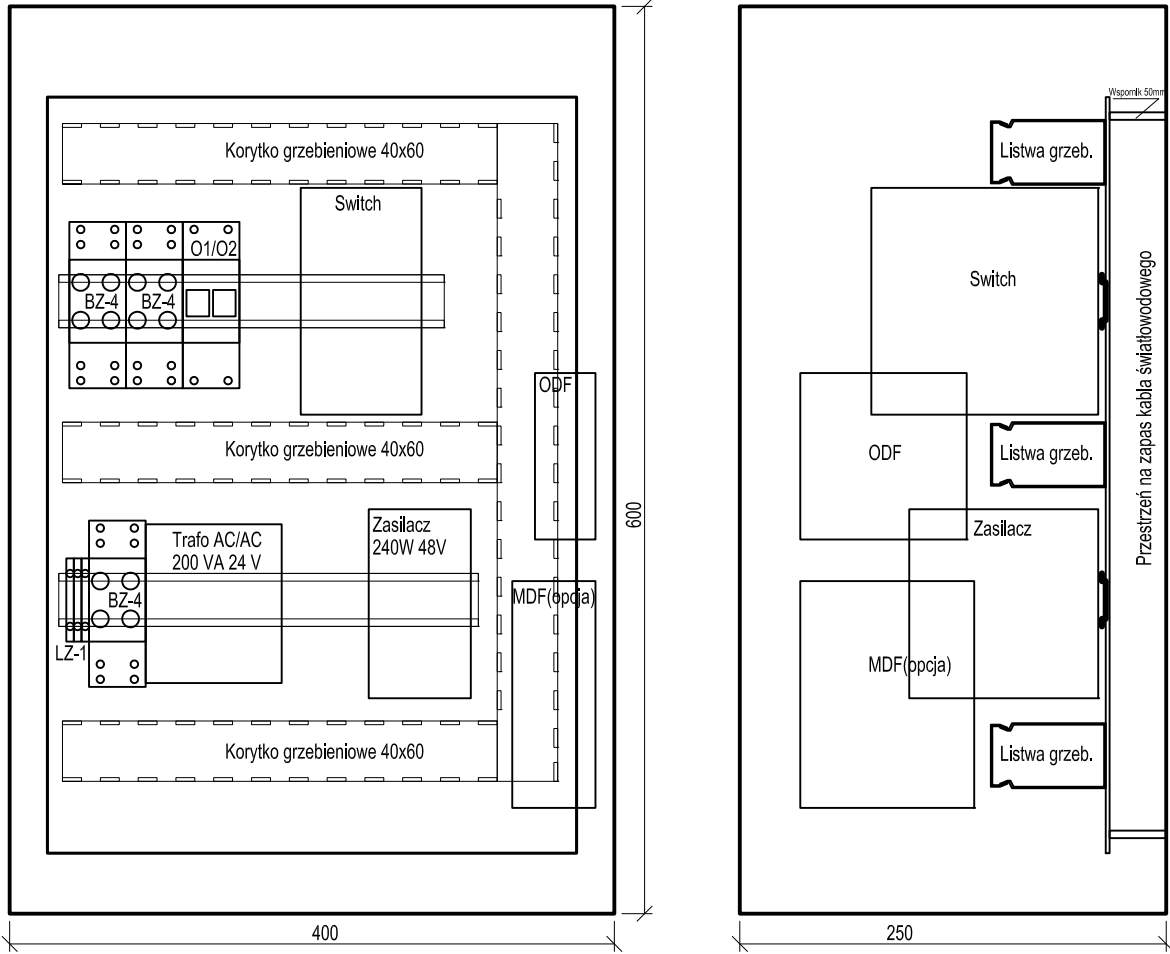 Korytko grzebieniowe 40x60
Switch
O1/O2
BZ-4
BZ-4
ODF
Korytko grzebieniowe 40x60
Trafo AC/AC
200 VA 24 V
Zasilacz
240W 48V
BZ-4
MDF(opcja)
LZ-1
Korytko grzebieniowe 40x60
600
400
Wspornik 50mm
Listwa grzeb.
Switch
Przestrzeń na zapas kabla światłowodowego
ODF
Listwa grzeb.
Zasilacz
MDF(opcja)
Listwa grzeb.
250